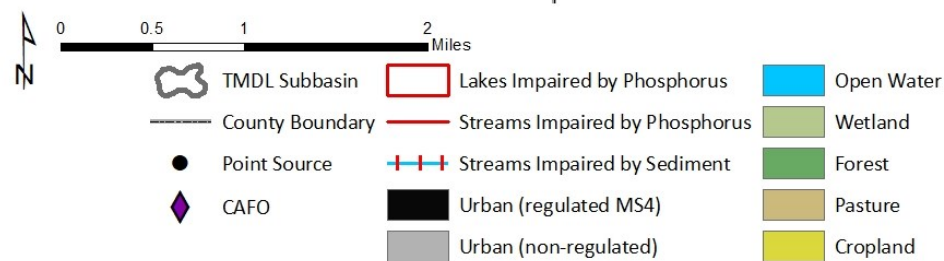 0 0.5 1 2
Miles
N
TMDL Subbasin
County Boundary
Point Source
CAFO
Lakes Impaired by Phosphorus
Streams Impaired by Phosphorus
Streams Impaired by Sediment
Urban (regulated MS4)
Urban (non-regulated)
Open Water
Wetland
Forest
Pasture
Cropland